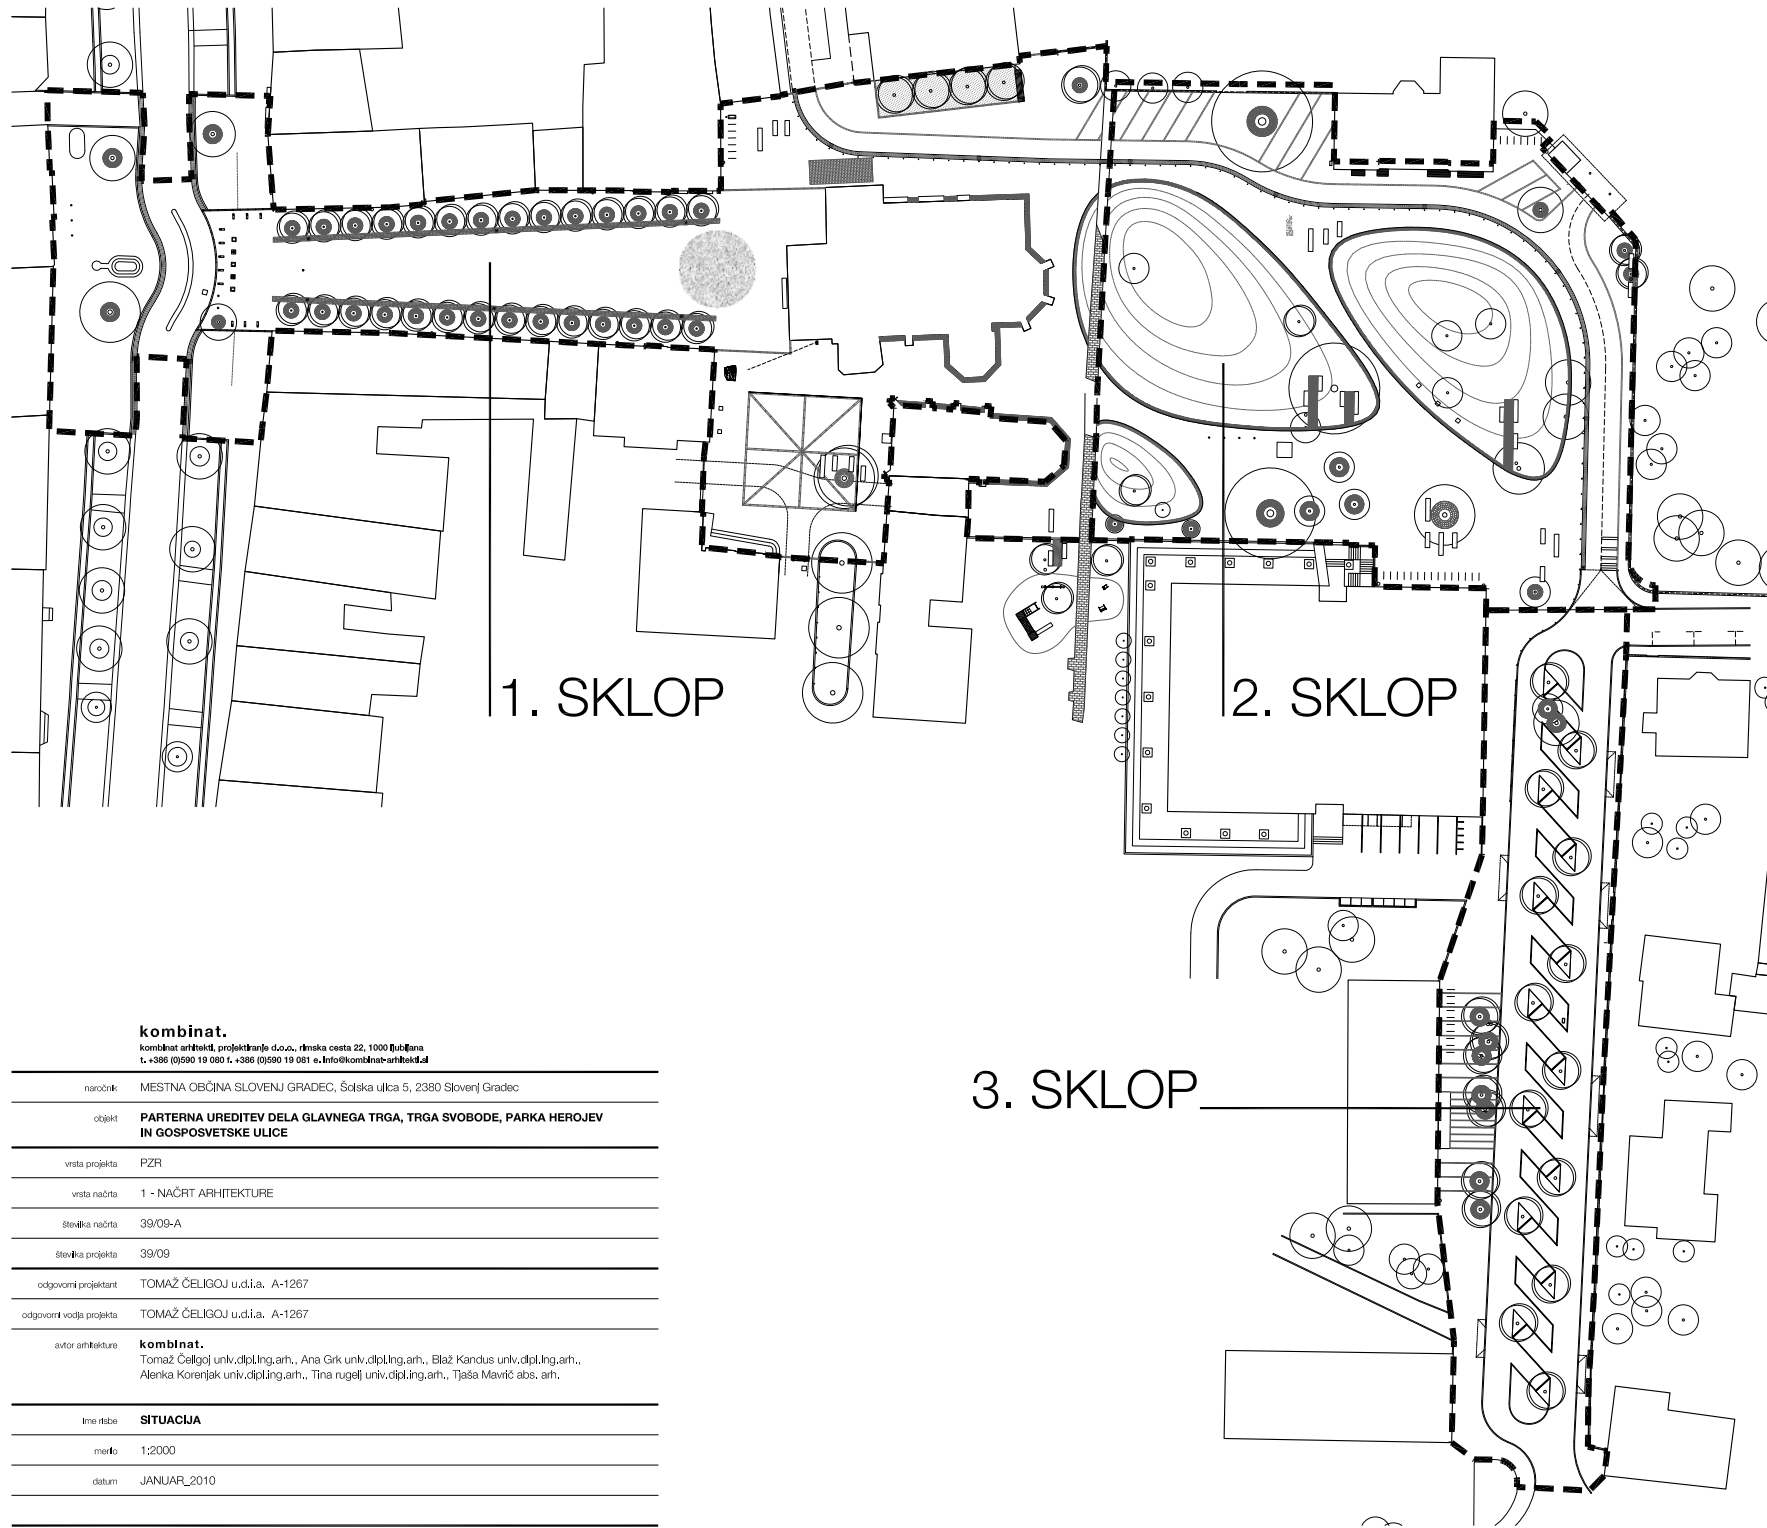 1. SKLOP
2. SKLOP
3. SKLOP
kombinat.
kombinat arhitekti, projektiranje d.o.o., rimska cesta 22, 1000 ljubljana
t. +386 (0)590 19 080 f. +386 (0)590 19 081 e. info@kombinat-arhitekti.si
naročnik MESTNA OBČINA SLOVENJ GRADEC, Šolska ulica 5, 2380 Slovenj Gradec
objekt PARTERNA UREDITEV DELA GLAVNEGA TRGA, TRGA SVOBODE, PARKA HEROJEV
IN GOSPOSVETSKE ULICE
vrsta projekta PZR
vrsta načrta 1 - NAČRT ARHITEKTURE
številka načrta 39/09-A
številka projekta 39/09
odgovorni projektant TOMAŽ ČELIGOJ u.d.i.a. A-1267
odgovorni vodja projekta TOMAŽ ČELIGOJ u.d.i.a. A-1267
avtor arhitekture kombinat.
Tomaž Čeligoj univ.dipl.ing.arh., Ana Grk univ.dipl.ing.arh., Blaž Kandus univ.dipl.ing.arh.,
Alenka Korenjak univ.dipl.ing.arh., Tina rugelj univ.dipl.ing.arh., Tjaša Mavrič abs. arh.
ime risbe SITUACIJA
merilo 1:2000
datum JANUAR_2010